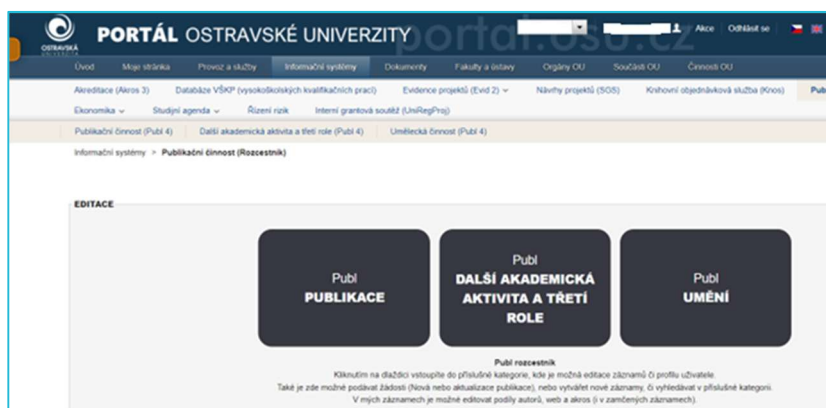 PORTÁL OSTRAVSKÉ UNIVERZITY
portal.osu.cz
Akce Odhlásit se
OSTRAVSKÁ
UNIVERZITA
Úvod Moje stránka Provoz a služby Informační systémy Dokumenty Fakulty a ústavy Orgány OU Součásti OU Činnosti OU
Akreditace (Akros 3) Databáze VŠKP (vysokoškolských kvalifikačních prací) Evidence projektů (Evid 2) Návrhy projektů (SGS) Knihovní objednávková služba (Knos) Publ
Ekonomika Studijní agenda Řízení rizik Interní grantová soutěž (UniRegProj)
Publikační činnost (Publ 4) Další akademická aktivita a třetí role (Publ 4) Umělecká činnost (Publ 4)
Informační systémy > Publikační činnost (Rozcestník)
EDITACE
Publ
PUBLIKACE
Publ
DALŠÍ AKADEMICKÁ
AKTIVITA A TŘETÍ
ROLE
Publ
UMĚNÍ
Publ rozcestník
Kliknutím na dlaždici vstoupíte do příslušné kategorie, kde je možná editace záznamů či profilu uživatele.
Také je zde možné podávat žádosti (Nová nebo aktualizace publikace), nebo vytvářet nové záznamy, či vyhledávat v příslušné kategorii.
V mých záznamech je možné editovat podíly autorů, web a akros (i v zamčených záznamech).